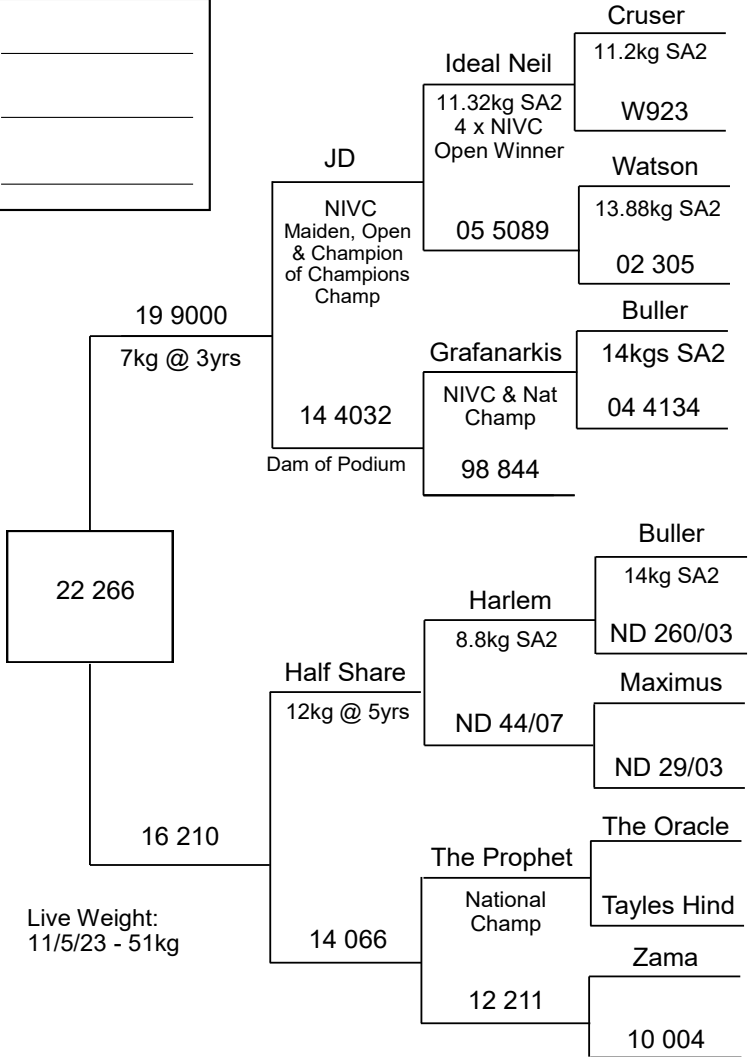 Cruser
11.2kg SA2
Ideal Neil
11.32kg SA2
4 x NIVC
Open Winner
W923
JD
Watson
13.88kg SA2
NIVC
Maiden, Open
& Champion
of Champions
Champ
05 5089
02 305
19 9000
7kg @ 3yrs
Buller
14kgs SA2
Grafanarkis
NIVC & Nat
Champ
04 4134
14 4032
Dam of Podium
98 844
22 266
Buller
14kg SA2
Harlem
8.8kg SA2
ND 260/03
Half Share
12kg @ 5yrs
Maximus
ND 44/07
ND 29/03
16 210
The Oracle
The Prophet
National
Champ
Tayles Hind
Live Weight:
11/5/23 - 51kg
14 066
Zama
12 211
10 004